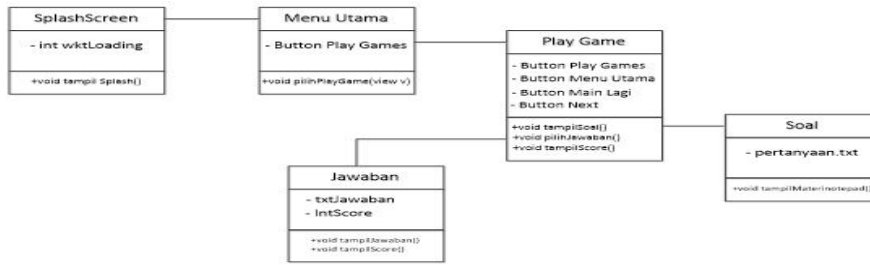 SplashScreen
- int wktLoading
+void tampil Splash()
Menu Utama
- Button Play Games
+void pilihPlayGame(view v)
Play Game
- Button Play Games
- Button Menu Utama
- Button Main Lagi
- Button Next
+void tampilSoal()
+void pilihJawaban()
+void tampilScore()
Soal
- pertanyaan.txt
+void tampilMaterinotepad()
Jawaban
- txtJawaban
- IntScore
+void tampilJawaban()
+void tampilScore()